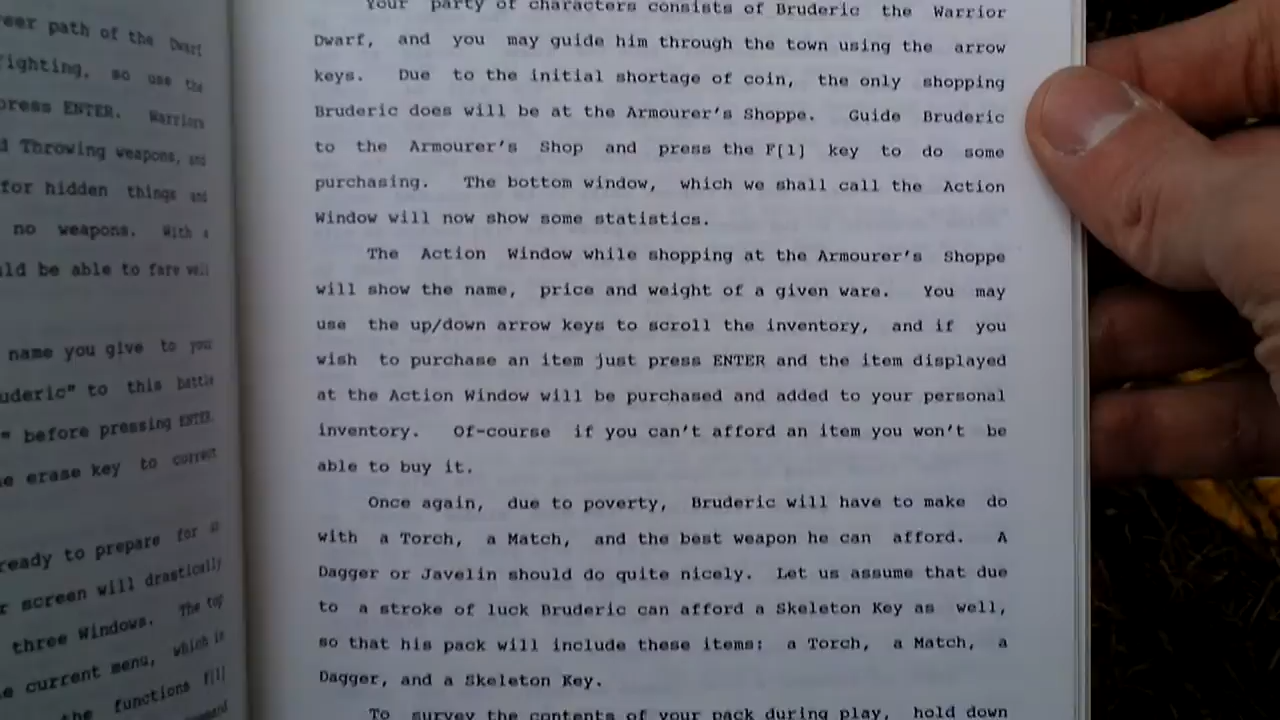 eer path of the Dwarf
ighting, so use the
press ENTER. Warriors
d Throwing weapons, and
for hidden things and
no weapons. With a
ld be able to fare well
name you give to your
uderic" to this battle
" before pressing ENTER.
e erase key to correct
ready to prepare for
r screen will drastically
three Windows. The top
e current menu, which is
the functions F[1]
Your party of characters consists of Bruderic the Warrior
Dwarf, and you may guide him through the town using the arrow
keys. Due to the initial shortage of coin, the only shopping
Bruderic does will be at the Armourer's Shoppe. Guide Bruderic
to the Armourer's Shop and press the F[1] key to do some
purchasing. The bottom window, which we shall call the Action
Window will now show some statistics.
The Action Window while shopping at the Armourer's Shoppe
will show the name, price and weight of a given ware. You may
use the up/down arrow keys to scroll the inventory, and if you
wish to purchase an item just press ENTER and the item displayed
at the Action Window will be purchased and added to your personal
inventory. Of-course if you can't afford an item you won't be
able to buy it.
Once again, due to poverty, Bruderic will have to make do
with a Torch, a Match, and the best weapon he can afford. A
Dagger or Javelin should do quite nicely. Let us assume that due
to a stroke of luck Bruderic can afford a Skeleton Key as well,
so that his pack will include these items: a Torch, a Match, a
Dagger, and a Skeleton Key.
To survey the contents of your pack during play, hold down